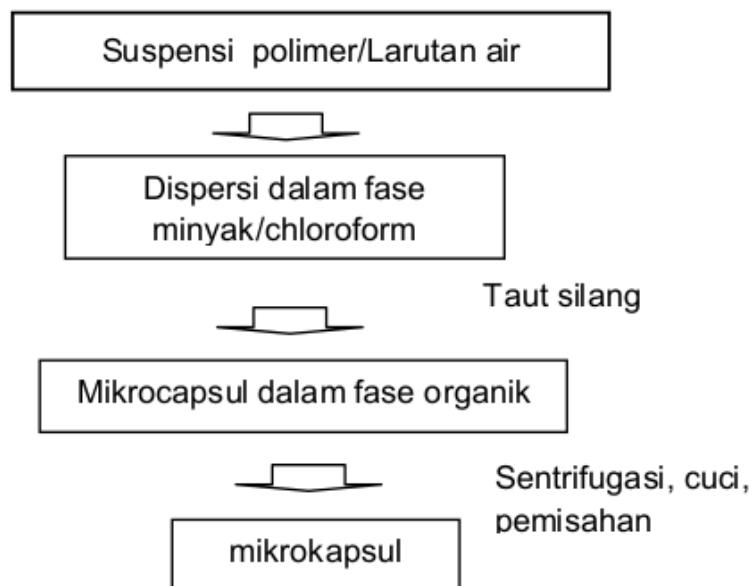 Suspensi polimer/Larutan air
Dispersi dalam fase
minyak/chloroform
Taut silang
Mikrocapsul dalam fase organik
Sentrifugasi, cuci,
pemisahan
mikrokapsul